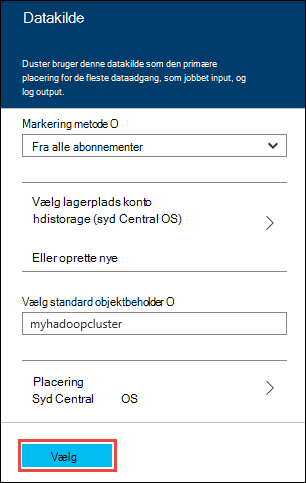 Datakilde
Duster bruger denne datakilde som den primære
placering for de fleste dataadgang, som jobbet input, og
log output.
Markering metode O
Fra alle abonnementer
Vælg lagerplads konto
hdistorage (syd Central OS)
Eller oprette nye
Vælg standard objektbeholder O
myhadoopcluster
Placering
Syd Central OS
Vælg